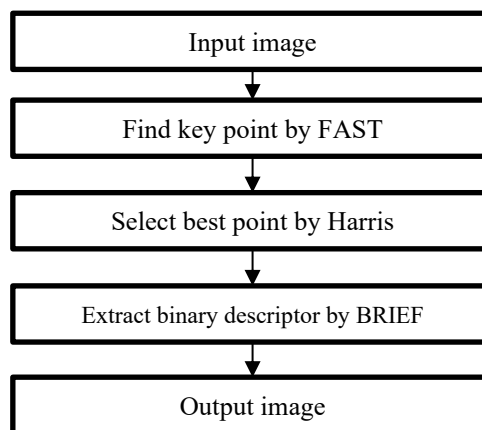 Input image
Find key point by FAST
Select best point by Harris
Extract binary descriptor by BRIEF
Output image